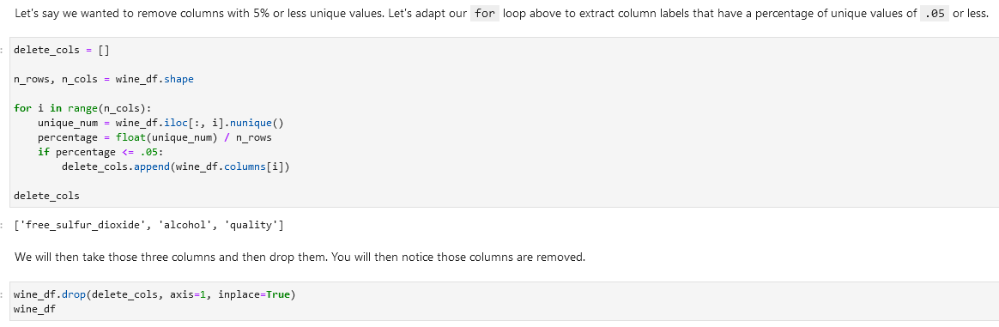 Let's say we wanted to remove columns with 5% or less unique values. Let's adapt our for loop above to extract column labels that have a percentage of unique values of .05 or less.
: delete_cols = []
n_rows, n_cols = wine_df.shape
for i in range(n_cols):
    unique_num = wine_df.iloc[:, i].nunique()
    percentage = float(unique_num) / n_rows
    if percentage <= .05:
        delete_cols.append(wine_df.columns[i])
delete_cols
: ['free_sulfur_dioxide', 'alcohol', 'quality']
We will then take those three columns and then drop them. You will then notice those columns are removed.
: wine_df.drop(delete_cols, axis=1, inplace=True)
wine_df